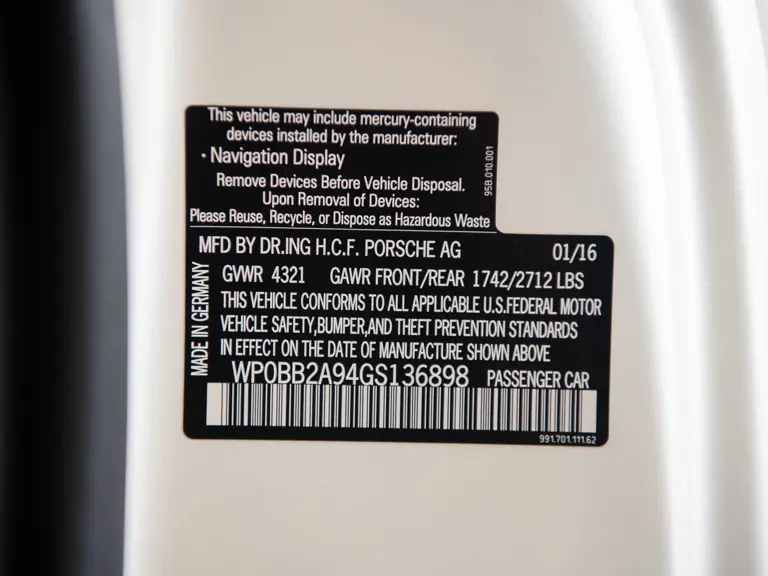 This vehicle may include mercury-containing
devices installed by the manufacturer:
· Navigation Display
Remove Devices Before Vehicle Disposal.
Upon Removal of Devices:
Please Reuse, Recycle, or Dispose as Hazardous Waste
95B.010.001
MFD BY DR.ING H.C.F. PORSCHE AG 01/16
GVWR 4321 GAWR FRONT/REAR 1742/2712 LBS
THIS VEHICLE CONFORMS TO ALL APPLICABLE U.S.FEDERAL MOTOR
VEHICLE SAFETY,BUMPER,AND THEFT PREVENTION STANDARDS
IN EFFECT ON THE DATE OF MANUFACTURE SHOWN ABOVE
MADE IN GERMANY
WP0BB2A94GS136898 PASSENGER CAR
991.701.111.62